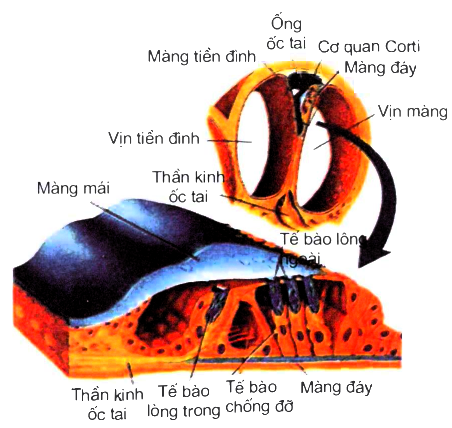 Ống
ốc tai
Cơ quan Corti
Màng tiền đình
Màng đáy
Vịn màng
Vịn tiền đình
Thần kinh
ốc tai
Màng mái
Tế bào lông
ngoài
Thần kinh
ốc tai
Tế bào
lòng trong
Tế bào
chống đỡ
Màng đáy